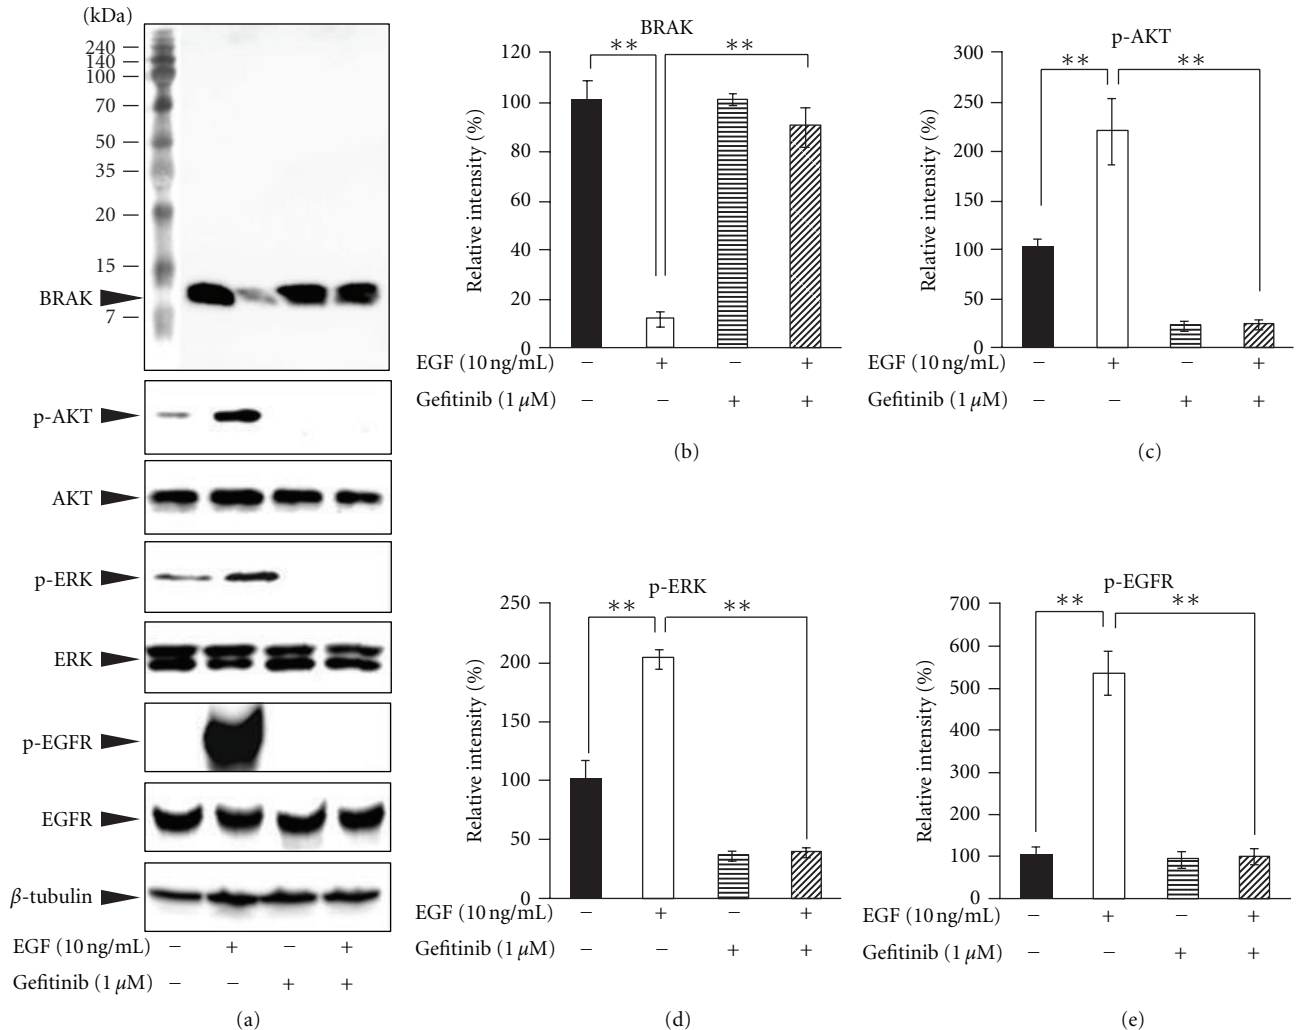 (kDa)
240
140
100
70
50
35
20
15
BRAK
7
p-AKT
AKT
p-ERK
ERK
p-EGFR
EGFR
β-tubulin
EGF (10 ng/mL) − + − +
Gefitinib (1 μM) − − + +
(a)
BRAK
** **
Relative intensity (%)
120
100
80
60
40
20
0
EGF (10 ng/mL) − + − +
Gefitinib (1 μM) − − + +
(b)
p-AKT
** **
Relative intensity (%)
300
250
200
150
100
50
0
EGF (10 ng/mL) − + − +
Gefitinib (1 μM) − − + +
(c)
p-ERK
** **
Relative intensity (%)
250
200
150
100
50
0
EGF (10 ng/mL) − + − +
Gefitinib (1 μM) − − + +
(d)
p-EGFR
** **
Relative intensity (%)
700
600
500
400
300
200
100
0
EGF (10 ng/mL) − + − +
Gefitinib (1 μM) − − + +
(e)